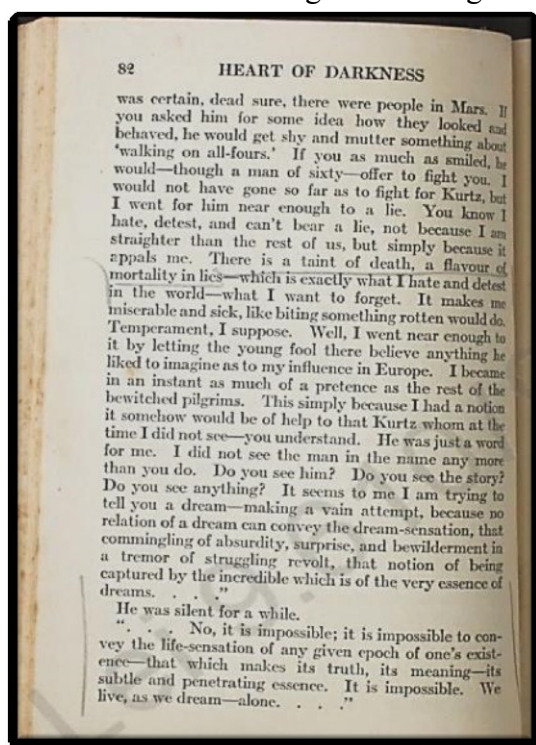 82 HEART OF DARKNESS
was certain, dead sure, there were people in Mars. If
you asked him for some idea how they looked and
behaved, he would get shy and mutter something about
'walking on all-fours.' If you as much as smiled, he
would—though a man of sixty—offer to fight you. I
would not have gone so far as to fight for Kurtz, but
I went for him near enough to a lie. You know I
hate, detest, and can't bear a lie, not because I am
straighter than the rest of us, but simply because it
appals me. There is a taint of death, a flavour of
mortality in lies—which is exactly what I hate and detest
in the world—what I want to forget. It makes me
miserable and sick, like biting something rotten would do.
Temperament, I suppose. Well, I went near enough to
it by letting the young fool there believe anything he
liked to imagine as to my influence in Europe. I became
in an instant as much of a pretence as the rest of the
bewitched pilgrims. This simply because I had a notion
it somehow would be of help to that Kurtz whom at the
time I did not see—you understand. He was just a word
for me. I did not see the man in the name any more
than you do. Do you see him? Do you see the story?
Do you see anything? It seems to me I am trying to
tell you a dream—making a vain attempt, because no
relation of a dream can convey the dream-sensation, that
commingling of absurdity, surprise, and bewilderment in
a tremor of struggling revolt, that notion of being
captured by the incredible which is of the very essence of
dreams. . . ."
He was silent for a while.
". . . No, it is impossible; it is impossible to con-
vey the life-sensation of any given epoch of one's exist-
ence—that which makes its truth, its meaning—its
subtle and penetrating essence. It is impossible. We
live, as we dream—alone. . . ."